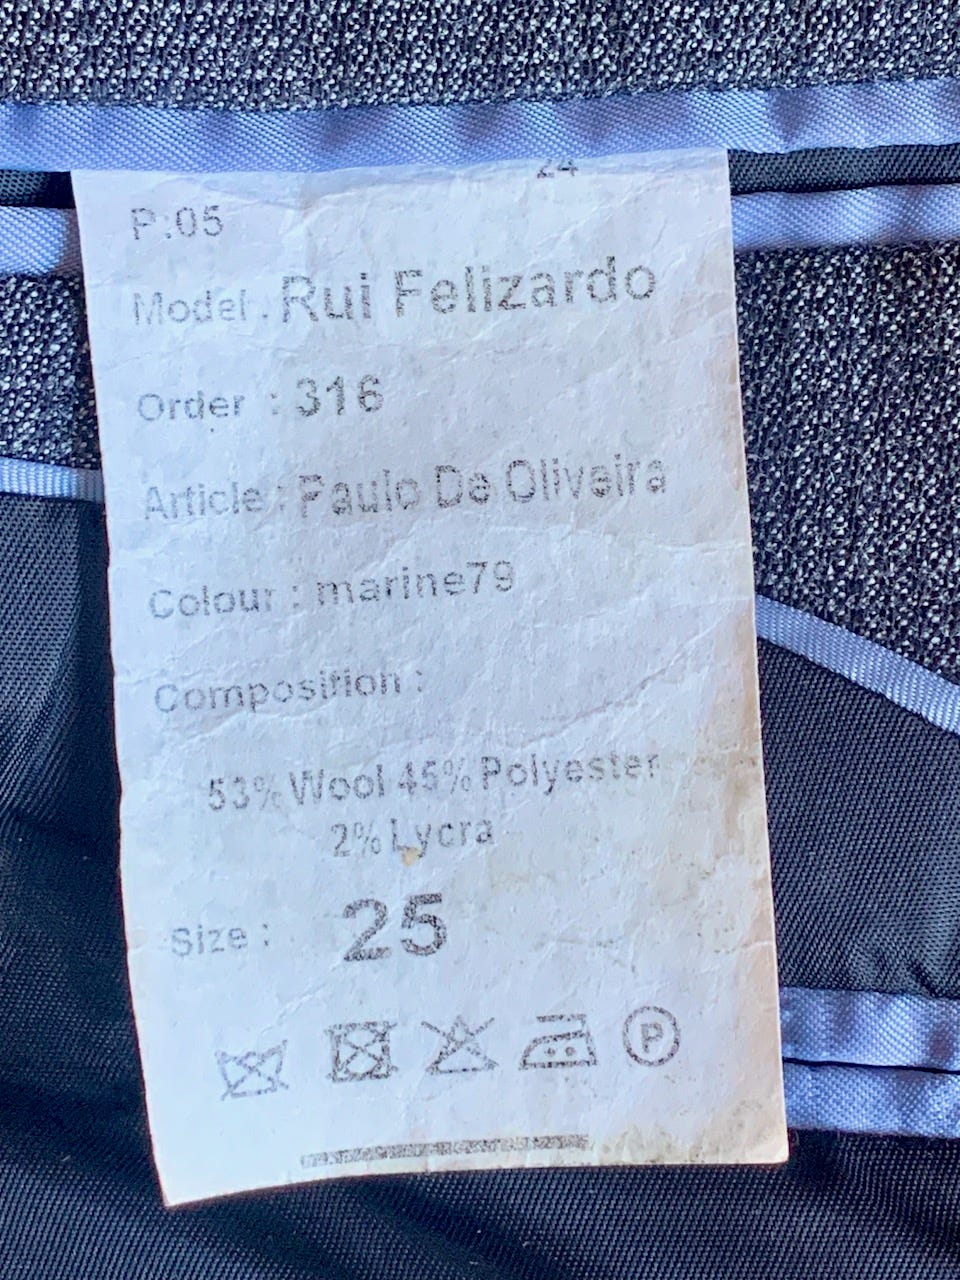 24
P:05
Model : Rui Felizardo
Order : 316
Article : Paulo De Oliveira
Colour : marine79
Composition :
53% Wool 45% Polyester
2% Lycra
Size : 25
P